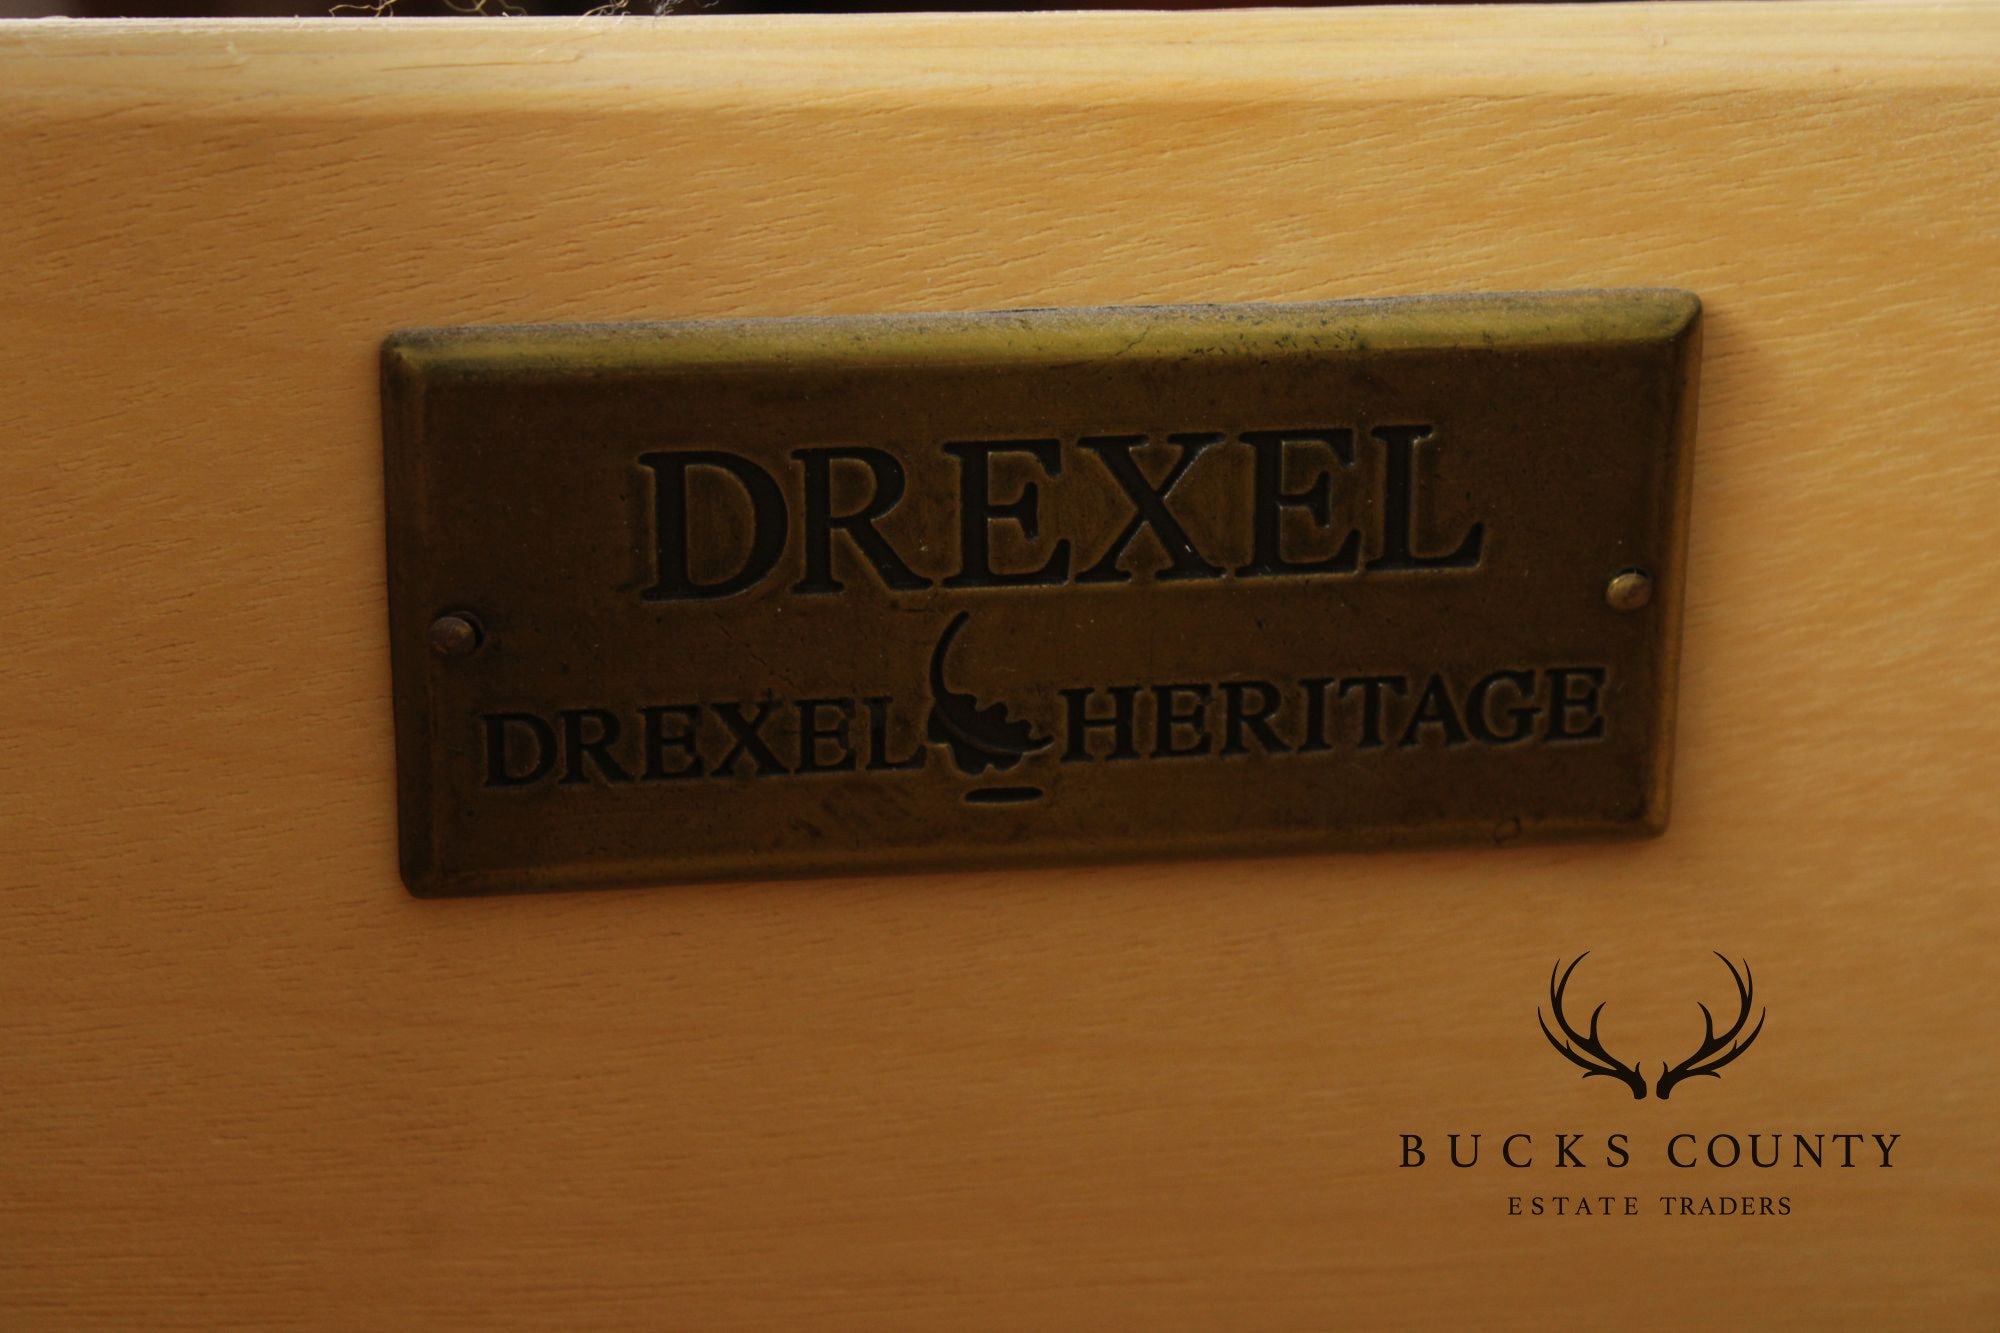 DREXEL
DREXEL HERITAGE
BUCKS COUNTY
ESTATE TRADERS